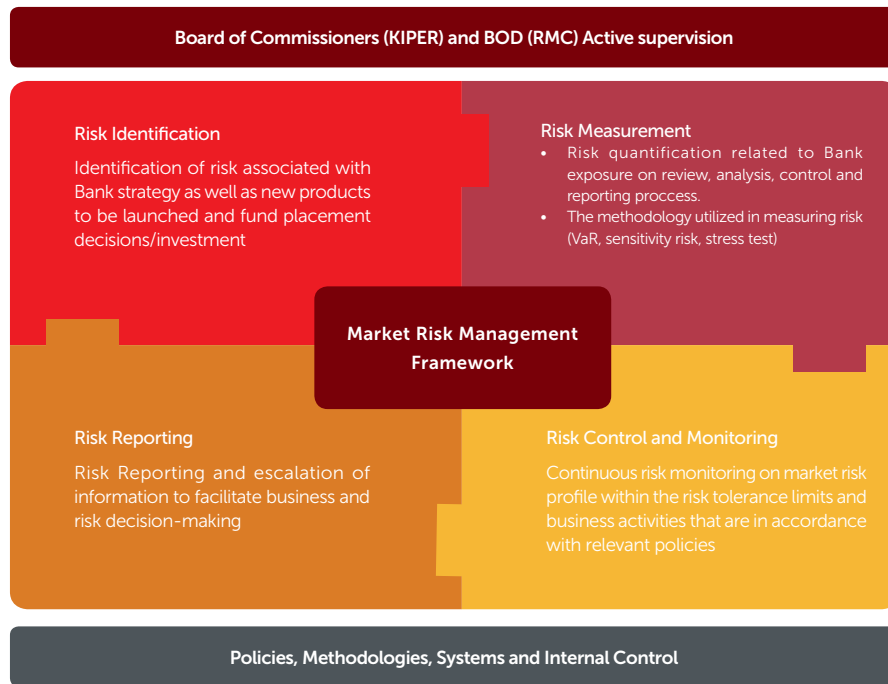 Board of Commissioners (KIPER) and BOD (RMC) Active supervision
Risk Identification
Identification of risk associated with
Bank strategy as well as new products
to be launched and fund placement
decisions/investment
Risk Measurement
• Risk quantification related to Bank
exposure on review, analysis, control and
reporting proccess.
• The methodology utilized in measuring risk
(VaR, sensitivity risk, stress test)
Market Risk Management
Framework
Risk Reporting
Risk Reporting and escalation of
information to facilitate business and
risk decision-making
Risk Control and Monitoring
Continuous risk monitoring on market risk
profile within the risk tolerance limits and
business activities that are in accordance
with relevant policies
Policies, Methodologies, Systems and Internal Control